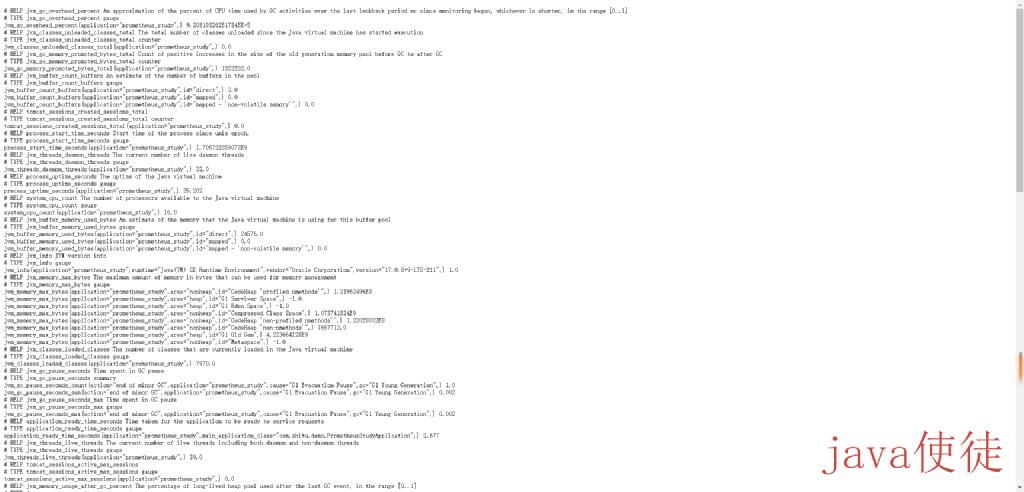 # HELP jvm_gc_overhead_percent An approximation of the percent of CPU time used by GC activities over the last lookback period or since monitoring began, whichever is shorter, in the range [0..1]
# TYPE jvm_gc_overhead_percent gauge
jvm_gc_overhead_percent{application="prometheus_study",}
# HELP jvm_classes_unloaded_classes_total The total number of classes unloaded since the Java virtual machine has started execution
# TYPE jvm_classes_unloaded_classes_total counter
jvm_classes_unloaded_classes_total{application="prometheus_study",} 0.0
# HELP jvm_gc_memory_promoted_bytes_total Count of positive increases in the size of the old generation memory pool before GC to after GC
# TYPE jvm_gc_memory_promoted_bytes_total counter
jvm_gc_memory_promoted_bytes_total{application="prometheus_study",}
# HELP jvm_buffer_count_buffers An estimate of the number of buffers in the pool
# TYPE jvm_buffer_count_buffers gauge
jvm_buffer_count_buffers{application="prometheus_study",id="direct",}
jvm_buffer_count_buffers{application="prometheus_study",id="mapped",} 0.0
jvm_buffer_count_buffers{application="prometheus_study",id="mapped - 'non-volatile memory'",} 0.0
# HELP tomcat_sessions_created_sessions_total
# TYPE tomcat_sessions_created_sessions_total counter
tomcat_sessions_created_sessions_total{application="prometheus_study",} 0.0
# HELP process_start_time_seconds Start time of the process since unix epoch.
# TYPE process_start_time_seconds gauge
process_start_time_seconds{application="prometheus_study",}
# HELP jvm_threads_daemon_threads The current number of live daemon threads
# TYPE jvm_threads_daemon_threads gauge
jvm_threads_daemon_threads{application="prometheus_study",}
# HELP process_uptime_seconds The uptime of the Java virtual machine
# TYPE process_uptime_seconds gauge
process_uptime_seconds{application="prometheus_study",} 35.202
# HELP system_cpu_count The number of processors available to the Java virtual machine
# TYPE system_cpu_count gauge
system_cpu_count{application="prometheus_study",} 16.0
# HELP jvm_buffer_memory_used_bytes An estimate of the memory that the Java virtual machine is using for this buffer pool
# TYPE jvm_buffer_memory_used_bytes gauge
jvm_buffer_memory_used_bytes{application="prometheus_study",id="direct",} 24576.0
jvm_buffer_memory_used_bytes{application="prometheus_study",id="mapped",} 0.0
jvm_buffer_memory_used_bytes{application="prometheus_study",id="mapped - 'non-volatile memory'",} 0.0
# HELP jvm_info JVM version info
# TYPE jvm_info gauge
jvm_info{application="prometheus_study",runtime="Java(TM) SE Runtime Environment",vendor="Oracle Corporation",version="17.0.8+9-LTS-211",} 1.0
# HELP jvm_memory_max_bytes The maximum amount of memory in bytes that can be used for memory management
# TYPE jvm_memory_max_bytes gauge
jvm_memory_max_bytes{application="prometheus_study",area="nonheap",id="CodeHeap 'profiled nmethods'",}
jvm_memory_max_bytes{application="prometheus_study",area="heap",id="G1 Survivor Space",} -1.0
jvm_memory_max_bytes{application="prometheus_study",area="heap",id="G1 Eden Space",} -1.0
jvm_memory_max_bytes{application="prometheus_study",area="nonheap",id="Compressed Class Space",} 1.073741824E9
jvm_memory_max_bytes{application="prometheus_study",area="nonheap",id="CodeHeap 'non-profiled nmethods'",}
jvm_memory_max_bytes{application="prometheus_study",area="nonheap",id="CodeHeap 'non-nmethods'",}
jvm_memory_max_bytes{application="prometheus_study",area="heap",id="G1 Old Gen",}
jvm_memory_max_bytes{application="prometheus_study",area="nonheap",id="Metaspace",} -1.0
# HELP jvm_classes_loaded_classes The number of classes that are currently loaded in the Java virtual machine
# TYPE jvm_classes_loaded_classes gauge
jvm_classes_loaded_classes{application="prometheus_study",} 7970.0
# HELP jvm_gc_pause_seconds Time spent in GC pause
# TYPE jvm_gc_pause_seconds summary
jvm_gc_pause_seconds_count{action="end of minor GC",application="prometheus_study",cause="G1 Evacuation Pause",gc="G1 Young Generation",} 1.0
jvm_gc_pause_seconds_sum{action="end of minor GC",application="prometheus_study",cause="G1 Evacuation Pause",gc="G1 Young Generation",} 0.002
# HELP jvm_gc_pause_seconds_max Time spent in GC pause
# TYPE jvm_gc_pause_seconds_max gauge
jvm_gc_pause_seconds_max{action="end of minor GC",application="prometheus_study",cause="G1 Evacuation Pause",gc="G1 Young Generation",} 0.002
# HELP application_ready_time_seconds Time taken for the application to be ready to service requests
# TYPE application_ready_time_seconds gauge
application_ready_time_seconds{application="prometheus_study",main_application_class="com.shitu.demo.PrometheusStudyApplication",} 2.677
# HELP jvm_threads_live_threads The current number of live threads including both daemon and non-daemon threads
# TYPE jvm_threads_live_threads gauge
jvm_threads_live_threads{application="prometheus_study",}
# HELP tomcat_sessions_active_max_sessions
# TYPE tomcat_sessions_active_max_sessions gauge
tomcat_sessions_active_max_sessions{application="prometheus_study",} 0.0
# HELP jvm_memory_usage_after_gc_percent The percentage of long-lived heap pool used after the last GC event, in the range [0..1]
java使徒